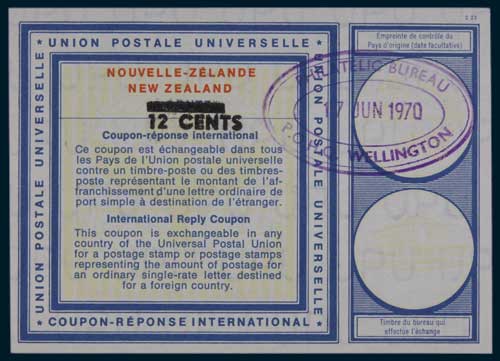 C 22
UNION POSTALE UNIVERSELLE
UNION POSTALE UNIVERSELLE
UNION POSTALE UNIVERSELLE
NOUVELLE-ZÉLANDE
NEW ZEALAND
12 CENTS
Coupon-réponse international
Ce coupon est échangeable dans tous
les Pays de l'Union postale universelle
contre un timbre-poste ou des timbres-
poste représentant le montant de l'af-
franchissement d'une lettre ordinaire de
port simple à destination de l'étranger.
International Reply Coupon
This coupon is exchangeable in any
country of the Universal Postal Union
for a postage stamp or postage stamps
representing the amount of postage for
an ordinary single-rate letter destined
for a foreign country.
COUPON-RÉPONSE INTERNATIONAL
Empreinte de contrôle du
Pays d'origine (date facultative)
PHILATELIC BUREAU
17 JUN 1970
WELLINGTON
Timbre du bureau qui
effectue l'échange